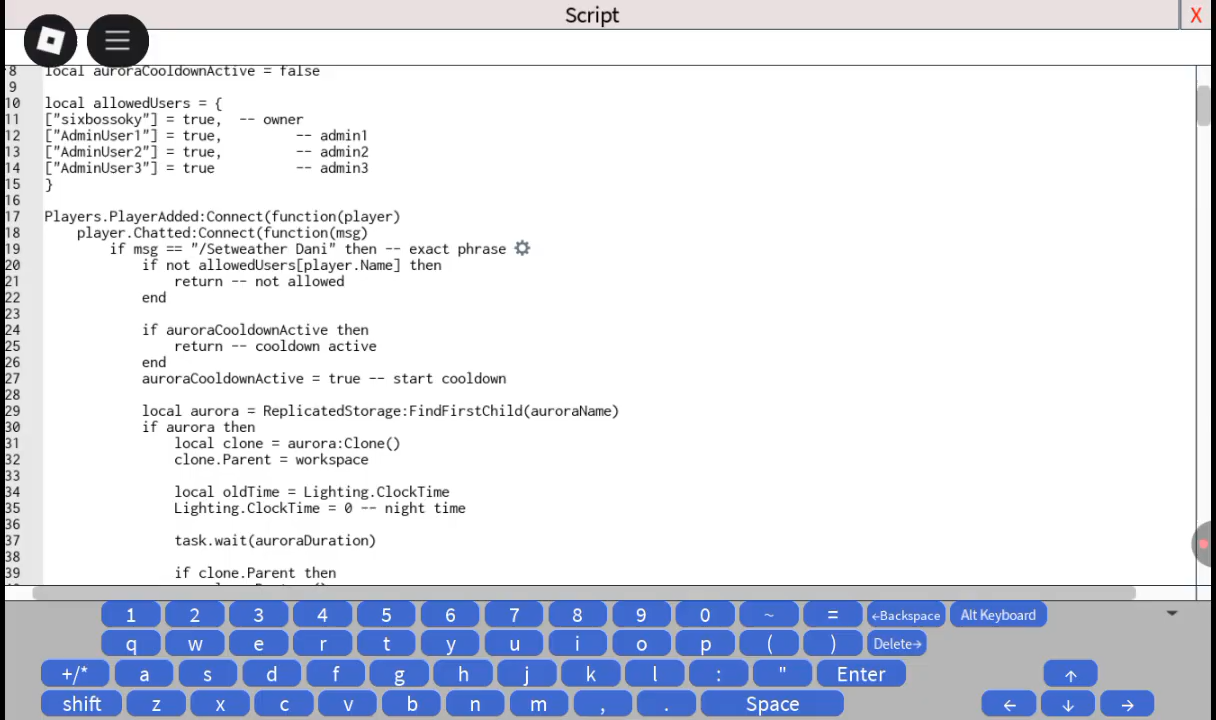 Script
X
8 local auroraCooldownActive = false
9
10 local allowedUsers = {
11 ["sixbossoky"] = true, -- owner
12 ["AdminUser1"] = true, -- admin1
13 ["AdminUser2"] = true, -- admin2
14 ["AdminUser3"] = true -- admin3
15 }
16
17 Players.PlayerAdded:Connect(function(player)
18 player.Chatted:Connect(function(msg)
19 if msg == "/Setweather Dani" then -- exact phrase
20 if not allowedUsers[player.Name] then
21 return -- not allowed
22 end
23
24 if auroraCooldownActive then
25 return -- cooldown active
26 end
27 auroraCooldownActive = true -- start cooldown
28
29 local aurora = ReplicatedStorage:FindFirstChild(auroraName)
30 if aurora then
31 local clone = aurora:Clone()
32 clone.Parent = workspace
33
34 local oldTime = Lighting.ClockTime
35 Lighting.ClockTime = 0 -- night time
36
37 task.wait(auroraDuration)
38
39 if clone.Parent then
1 2 3 4 5 6 7 8 9 0 ~ = ←Backspace Alt Keyboard
q w e r t y u i o p ( ) Delete→
+/* a s d f g h j k l : " Enter ↑
shift z x c v b n m , . Space ← ↓ →